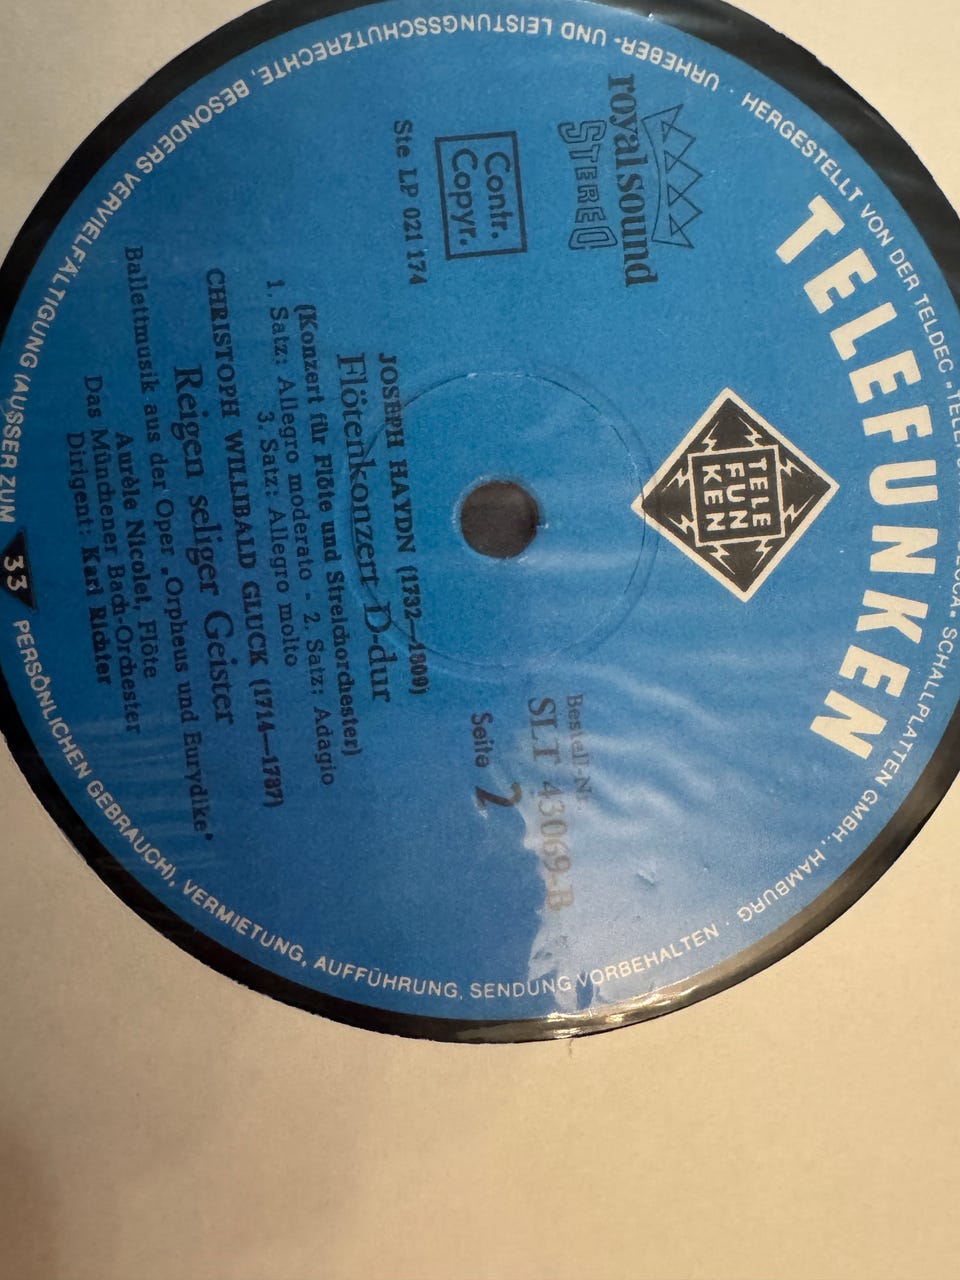 HERGESTELLT VON DER TELDEC „TELEFUNKEN DECCA“ SCHALLPLATTEN GMBH., HAMBURG ·
URHEBER- UND LEISTUNGSSCHUTZRECHTE, BESONDERS VERVIELFÄLTIGUNG (AUSSER ZUM PERSÖNLICHEN GEBRAUCH), VERMIETUNG, AUFFÜHRUNG, SENDUNG VORBEHALTEN ·
TELEFUNKEN
TELE
FUN
KEN
royal sound
STEREO
Contr.
Copyr.
Ste LP 021 174
Bestell-Nr.
SLT 43069-B
Seite 2
JOSEPH HAYDN (1732—1809)
Flötenkonzert D-dur
(Konzert für Flöte und Streichorchester)
1. Satz: Allegro moderato - 2. Satz: Adagio
3. Satz: Allegro molto
CHRISTOPH WILLIBALD GLUCK (1714—1787)
Reigen seliger Geister
Ballettmusik aus der Oper „Orpheus und Eurydike“
Aurèle Nicolet, Flöte
Das Münchener Bach-Orchester
Dirigent: Karl Richter
33